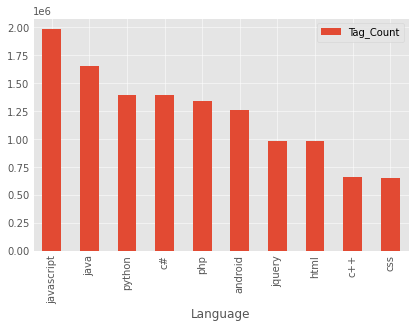 1e6
Tag_Count
2.00
1.75
1.50
1.25
1.00
0.75
0.50
0.25
0.00
javascript
java
python
c#
php
android
jquery
html
c++
css
Language